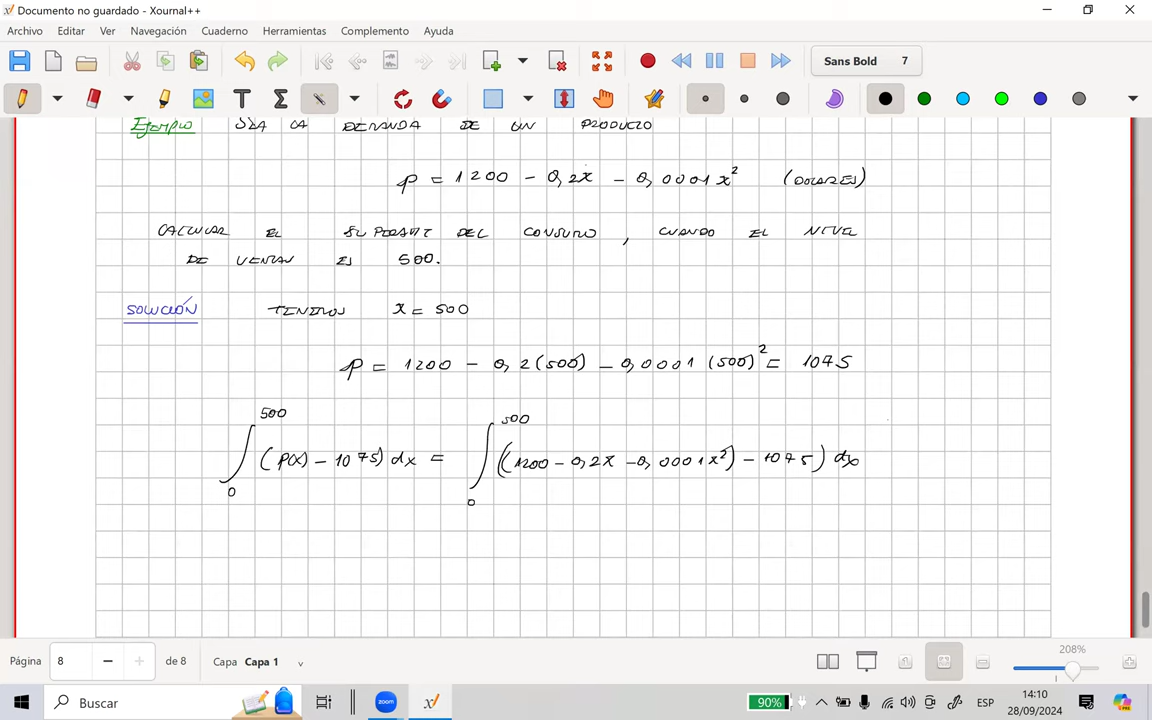 Documento no guardado - Xournal++
Archivo Editar Ver Navegación Cuaderno Herramientas Complemento Ayuda
Sans Bold 7
EJEMPLO SEA LA DEMANDA DE UN PRODUCTO
p = 1200 - 0,2x - 0,0001x² (DOLARES)
CALCULAR EL SUPERAVIT DEL CONSUMO, CUANDO EL NIVEL
DE VENTAS ES 500.
SOLUCIÓN TENEMOS x = 500
p = 1200 - 0,2(500) - 0,0001(500)² = 1075
∫₀⁵⁰⁰ (P(x) - 1075) dx = ∫₀⁵⁰⁰ ((1200 - 0,2x - 0,0001x²) - 1075) dx
Página 8 de 8 Capa Capa 1 208%
Buscar zoom 90% ESP 14:10
28/09/2024